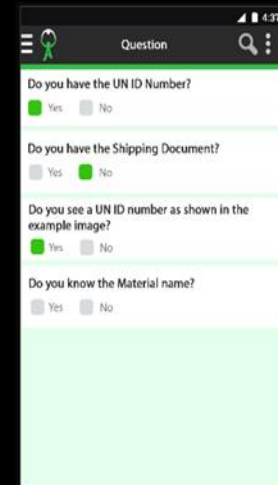 4:37
Question
Do you have the UN ID Number?
Yes No
Do you have the Shipping Document?
Yes No
Do you see a UN ID number as shown in the
example image?
Yes No
Do you know the Material name?
Yes No